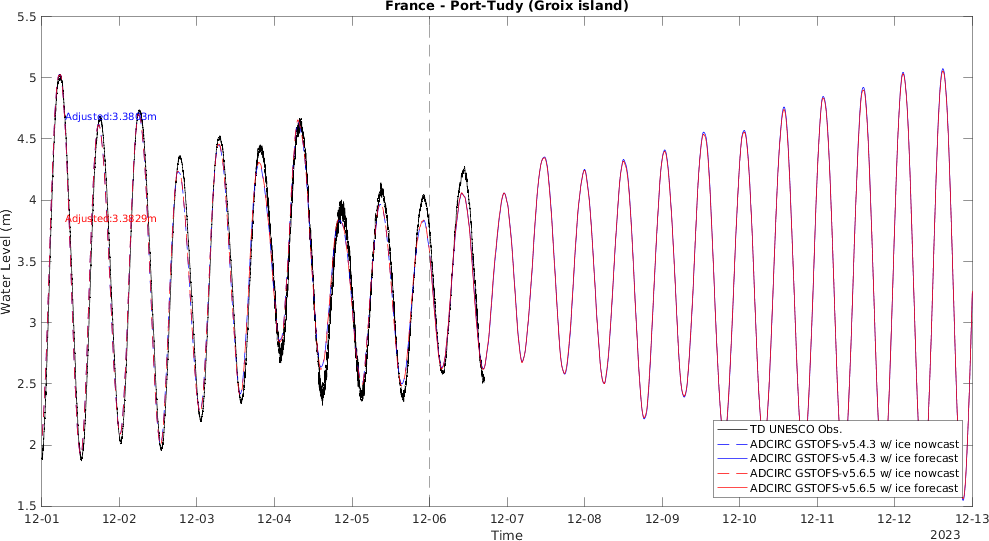 France - Port-Tudy (Groix island)
Water Level (m)
5.5
5
4.5
4
3.5
3
2.5
2
1.5
Adjusted:3.3863m
Adjusted:3.3829m
TD UNESCO Obs.
ADCIRC GSTOFS-v5.4.3 w/ ice nowcast
ADCIRC GSTOFS-v5.4.3 w/ ice forecast
ADCIRC GSTOFS-v5.6.5 w/ ice nowcast
ADCIRC GSTOFS-v5.6.5 w/ ice forecast
12-01 12-02 12-03 12-04 12-05 12-06 12-07 12-08 12-09 12-10 12-11 12-12 12-13
Time
2023